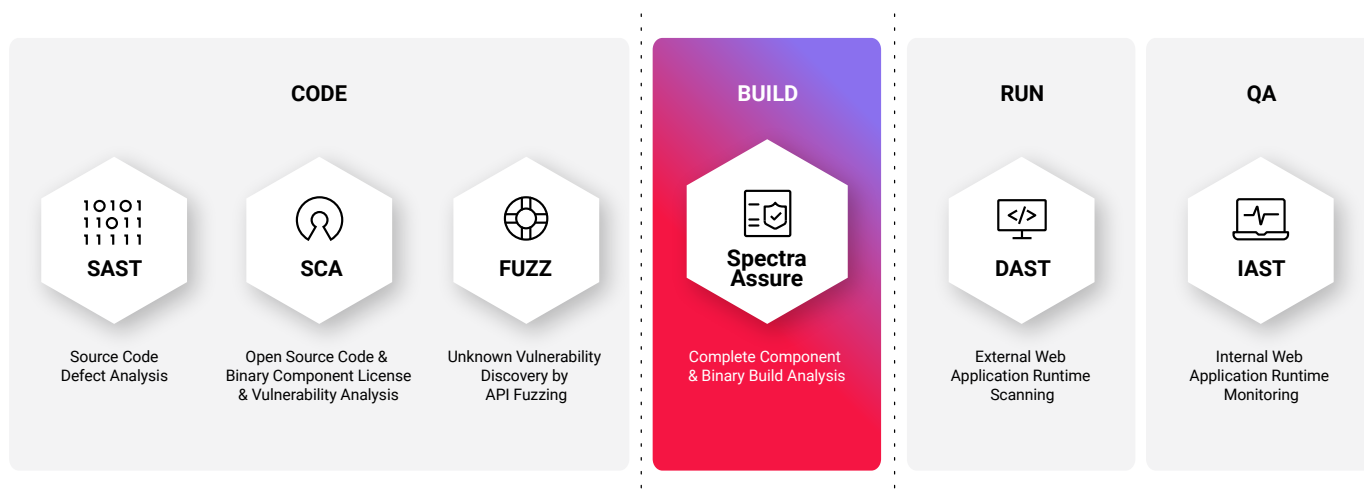 CODE
10101
11011
11111
SAST
Source Code
Defect Analysis
SCA
Open Source Code &
Binary Component License
& Vulnerability Analysis
FUZZ
Unknown Vulnerability
Discovery by
API Fuzzing
BUILD
Spectra
Assure
Complete Component
& Binary Build Analysis
RUN
</>
DAST
External Web
Application Runtime
Scanning
QA
IAST
Internal Web
Application Runtime
Monitoring